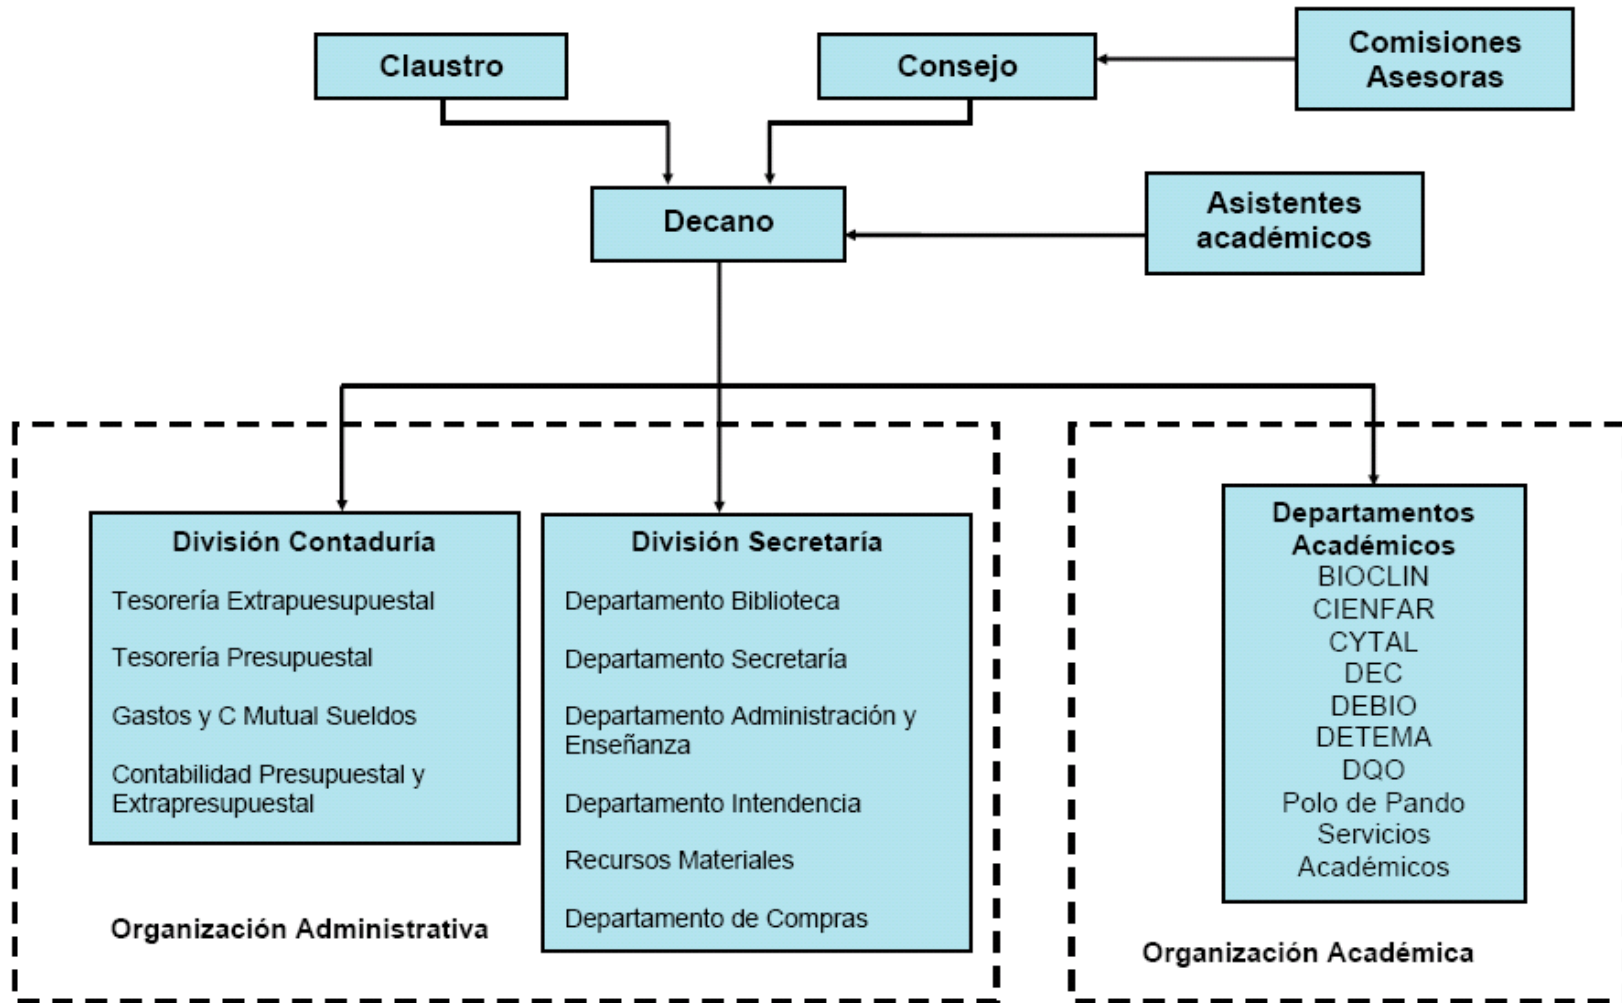 Claustro
Consejo
Comisiones
Asesoras
Decano
Asistentes
académicos
División Contaduría
Tesorería Extrapuesupuestal
Tesorería Presupuestal
Gastos y C Mutual Sueldos
Contabilidad Presupuestal y
Extrapresupuestal
División Secretaría
Departamento Biblioteca
Departamento Secretaría
Departamento Administración y
Enseñanza
Departamento Intendencia
Recursos Materiales
Departamento de Compras
Organización Administrativa
Departamentos
Académicos
BIOCLIN
CIENFAR
CYTAL
DEC
DEBIO
DETEMA
DQO
Polo de Pando
Servicios
Académicos
Organización Académica